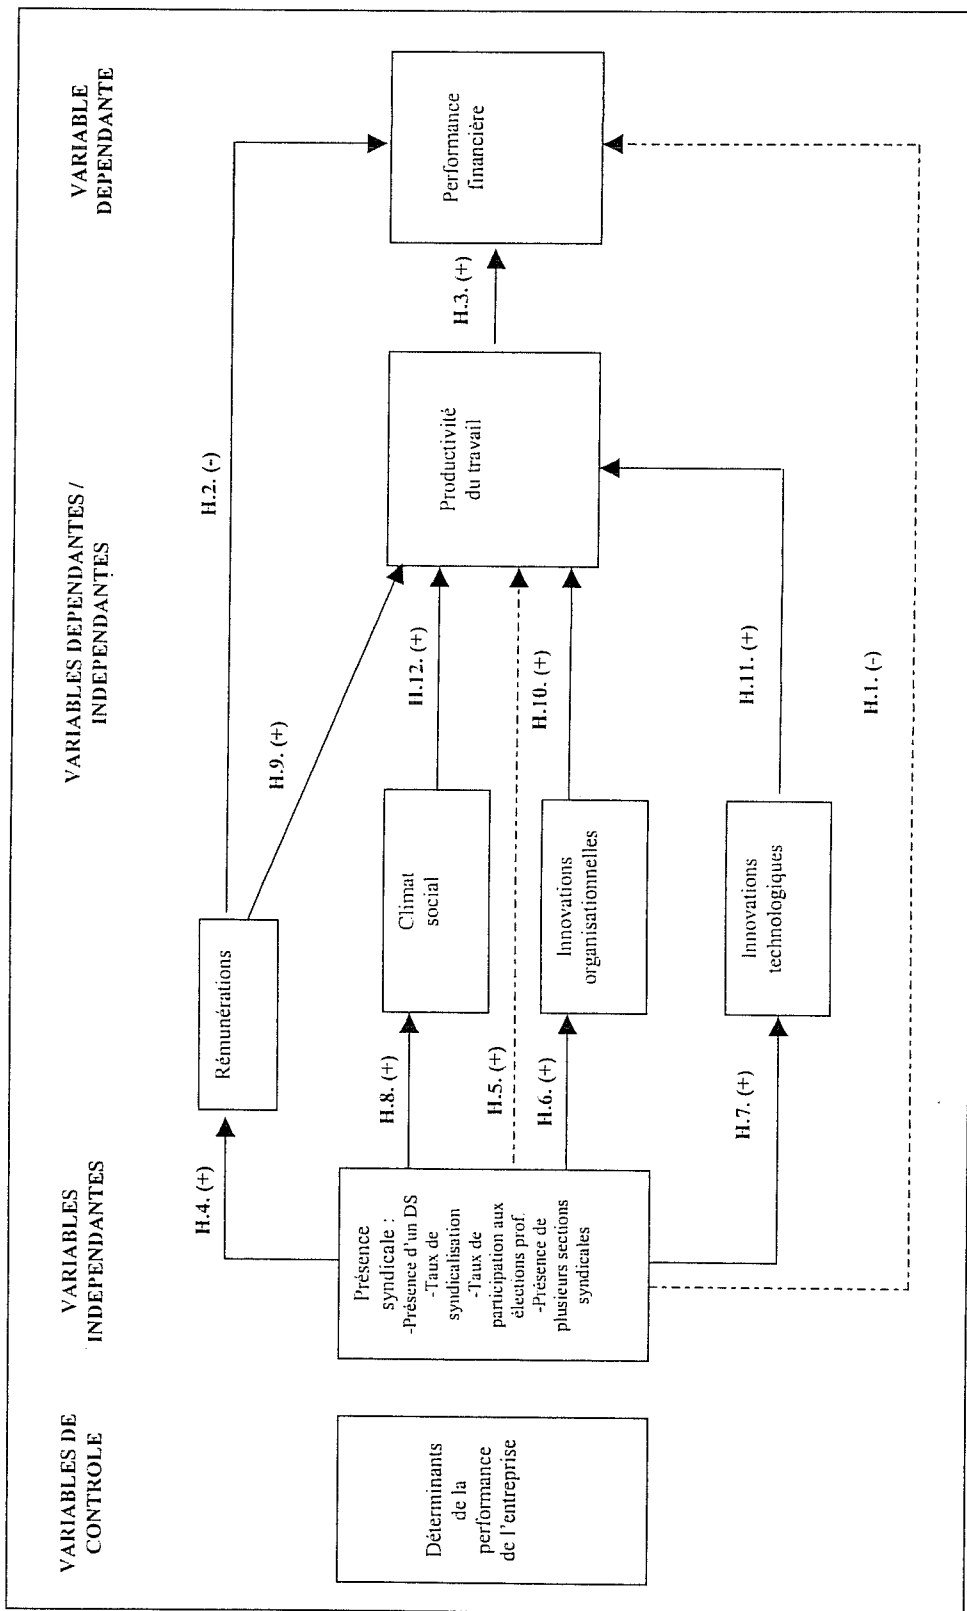 VARIABLES DE
CONTROLE
VARIABLES
INDEPENDANTES
VARIABLES DEPENDANTES /
INDEPENDANTES
VARIABLE
DEPENDANTE
Déterminants
de la
performance
de l'entreprise
Présence
syndicale :
-Présence d'un DS
-Taux de
syndicalisation
-Taux de
participation aux
élections prof.
-Présence de
plusieurs sections
syndicales
H.4. (+)
H.8. (+)
H.5. (+)
H.6. (+)
H.7. (+)
Rémunérations
Climat
social
Innovations
organisationnelles
Innovations
technologiques
H.2. (-)
H.9. (+)
H.12. (+)
H.10. (+)
H.11. (+)
H.1. (-)
Productivité
du travail
H.3. (+)
Performance
financière